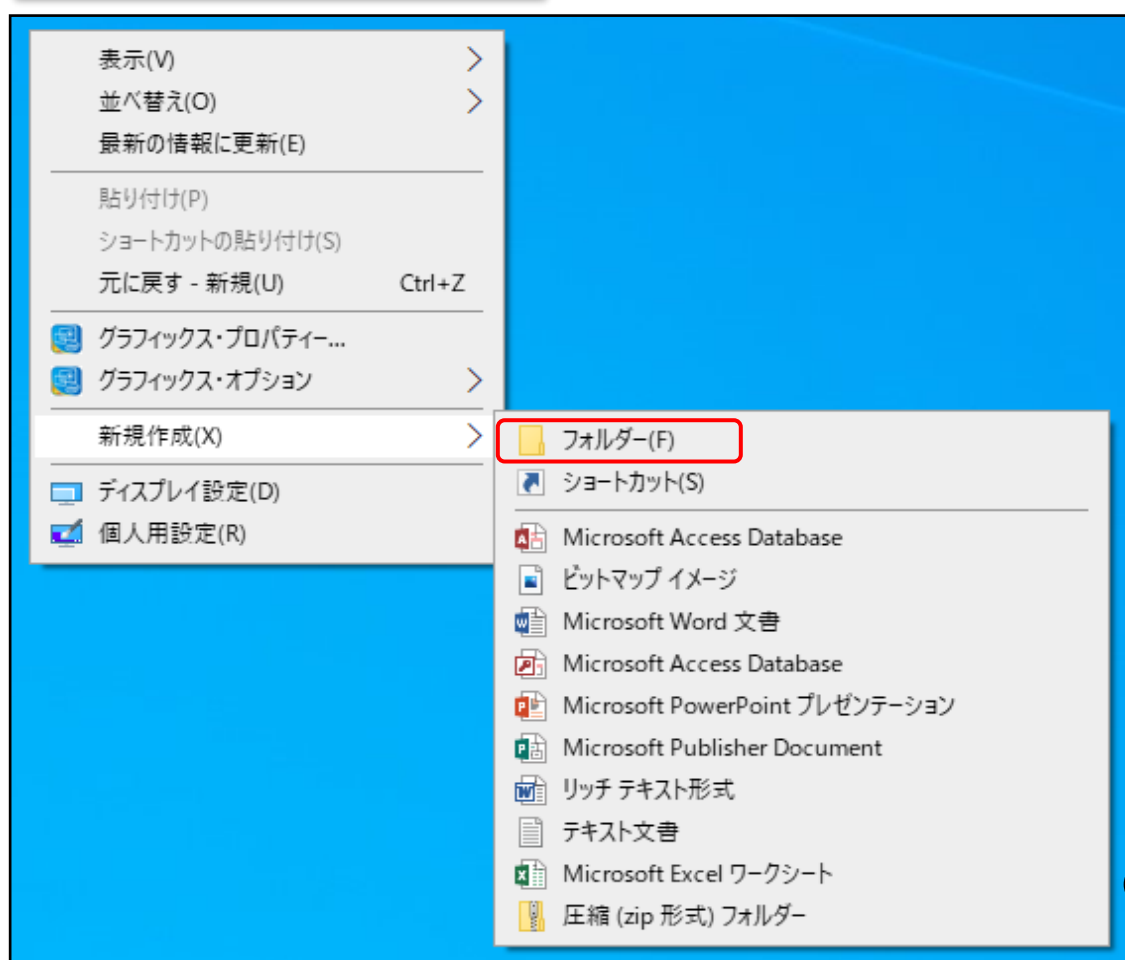 表示(V)
並べ替え(O)
最新の情報に更新(E)
貼り付け(P)
ショートカットの貼り付け(S)
元に戻す - 新規(U) Ctrl+Z
グラフィックス・プロパティー...
グラフィックス・オプション
新規作成(X)
ディスプレイ設定(D)
個人用設定(R)
フォルダー(F)
ショートカット(S)
Microsoft Access Database
ビットマップ イメージ
Microsoft Word 文書
Microsoft Access Database
Microsoft PowerPoint プレゼンテーション
Microsoft Publisher Document
リッチ テキスト形式
テキスト文書
Microsoft Excel ワークシート
圧縮 (zip 形式) フォルダー